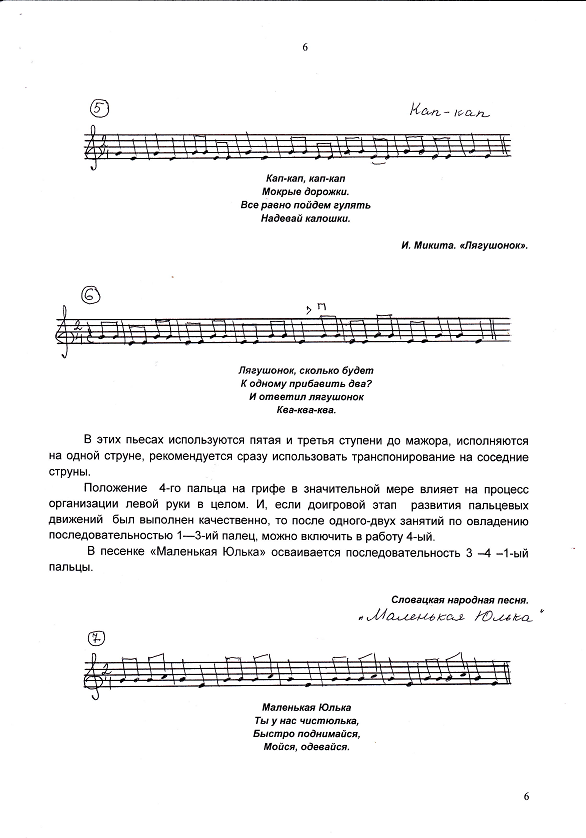 6
5 Кап-кап
2/4
Кап-кап, кап-кап
Мокрые дорожки.
Все равно пойдем гулять
Надевай калошки.
И. Микита. «Лягушонок».
6
2/4
Лягушонок, сколько будет
К одному прибавить два?
И ответил лягушонок
Ква-ква-ква.
В этих пьесах используются пятая и третья ступени до мажора, исполняются
на одной струне, рекомендуется сразу использовать транспонирование на соседние
струны.
Положение 4-го пальца на грифе в значительной мере влияет на процесс
организации левой руки в целом. И, если доигровой этап развития пальцевых
движений был выполнен качественно, то после одного-двух занятий по овладению
последовательностью 1—3-ий палец, можно включить в работу 4-ый.
В песенке «Маленькая Юлька» осваивается последовательность 3 –4 –1-ый
пальцы.
Словацкая народная песня.
"Маленькая Юлька"
7
2/4
Маленькая Юлька
Ты у нас чистюлька,
Быстро поднимайся,
Мойся, одевайся.
6